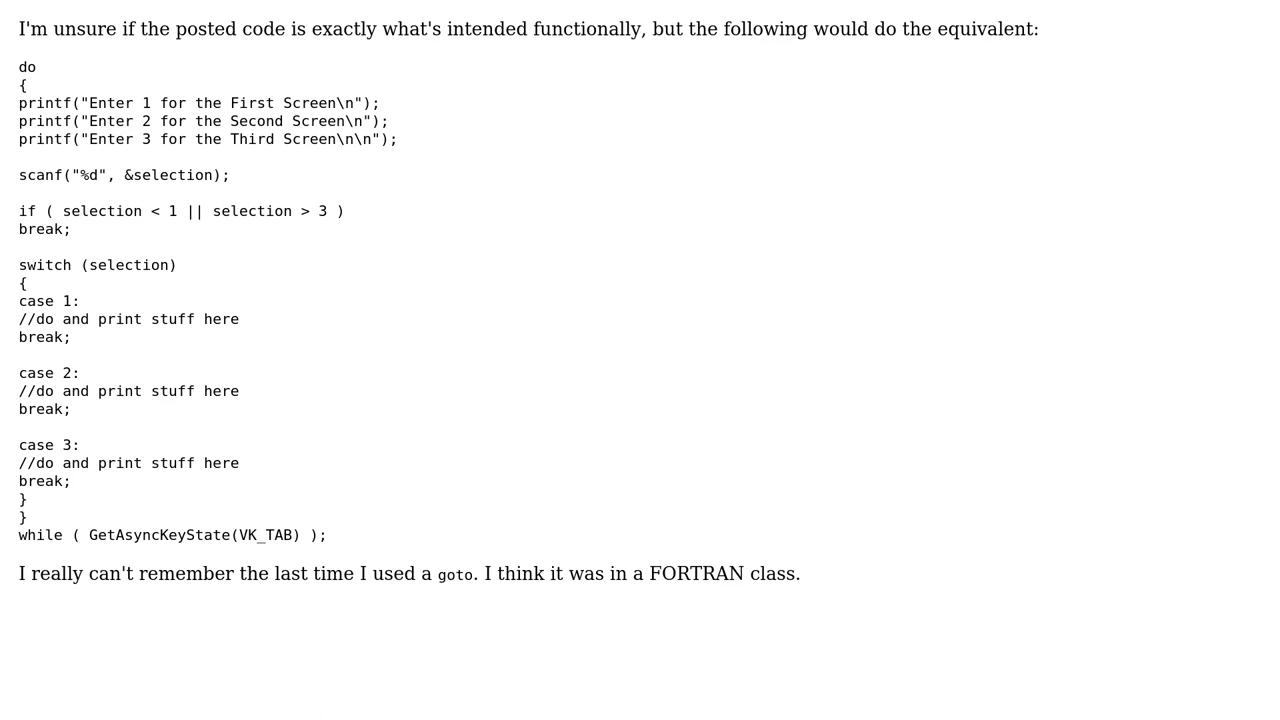 I'm unsure if the posted code is exactly what's intended functionally, but the following would do the equivalent:
do
{
printf("Enter 1 for the First Screen\n");
printf("Enter 2 for the Second Screen\n");
printf("Enter 3 for the Third Screen\n\n");
scanf("%d", &selection);
if ( selection < 1 || selection > 3 )
break;
switch (selection)
{
case 1:
//do and print stuff here
break;
case 2:
//do and print stuff here
break;
case 3:
//do and print stuff here
break;
}
}
while ( GetAsyncKeyState(VK_TAB) );
I really can't remember the last time I used a goto. I think it was in a FORTRAN class.